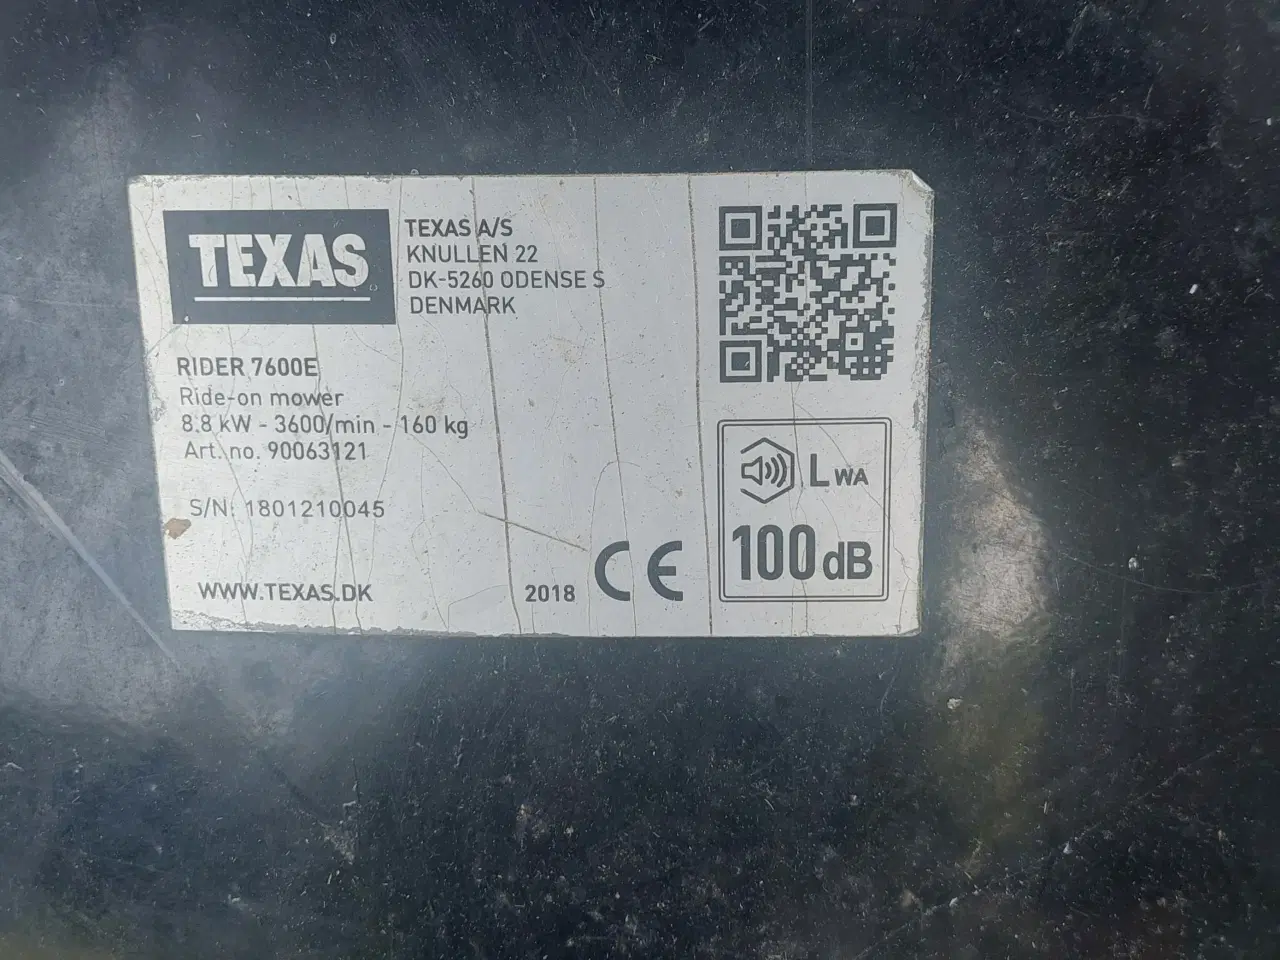 TEXAS
TEXAS A/S
KNULLEN 22
DK-5260 ODENSE S
DENMARK
RIDER 7600E
Ride-on mower
8.8 kW - 3600/min - 160 kg
Art. no. 90063121
S/N: 1801210045
WWW.TEXAS.DK
2018 CE
LWA
100 dB